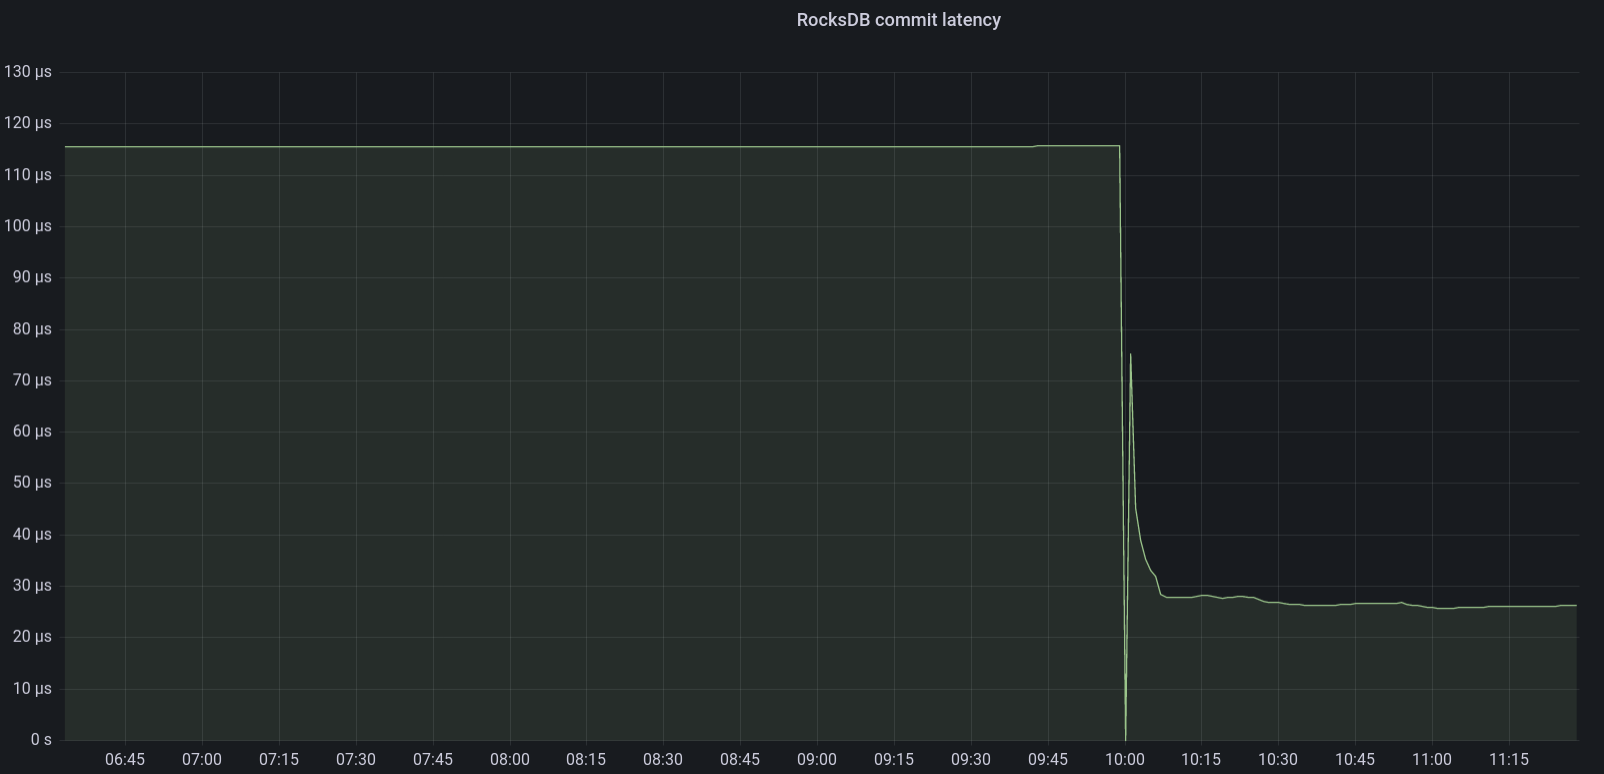 RocksDB commit latency
130 µs
120 µs
110 µs
100 µs
90 µs
80 µs
70 µs
60 µs
50 µs
40 µs
30 µs
20 µs
10 µs
0 s
06:45 07:00 07:15 07:30 07:45 08:00 08:15 08:30 08:45 09:00 09:15 09:30 09:45 10:00 10:15 10:30 10:45 11:00 11:15